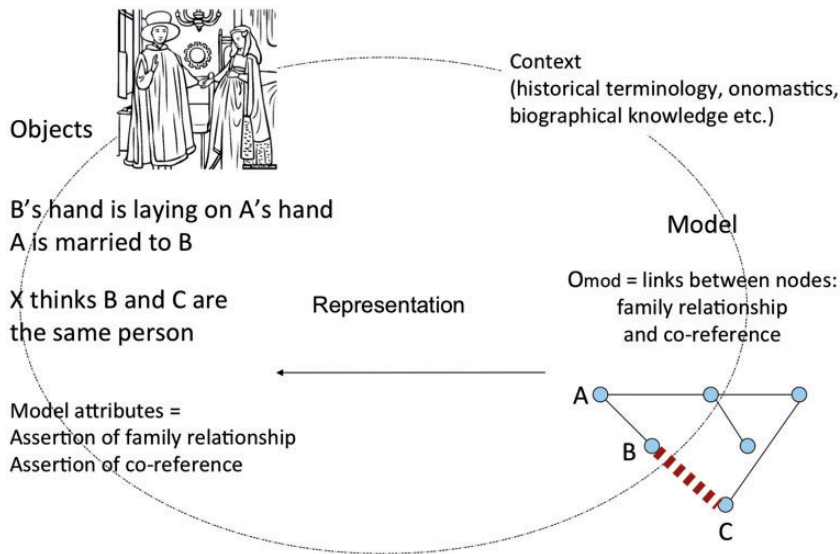 Context
(historical terminology, onomastics,
biographical knowledge etc.)
Objects
B’s hand is laying on A’s hand
A is married to B
X thinks B and C are
the same person
Model attributes =
Assertion of family relationship
Assertion of co-reference
Representation
Model
Omod = links between nodes:
family relationship
and co-reference
A
B
C